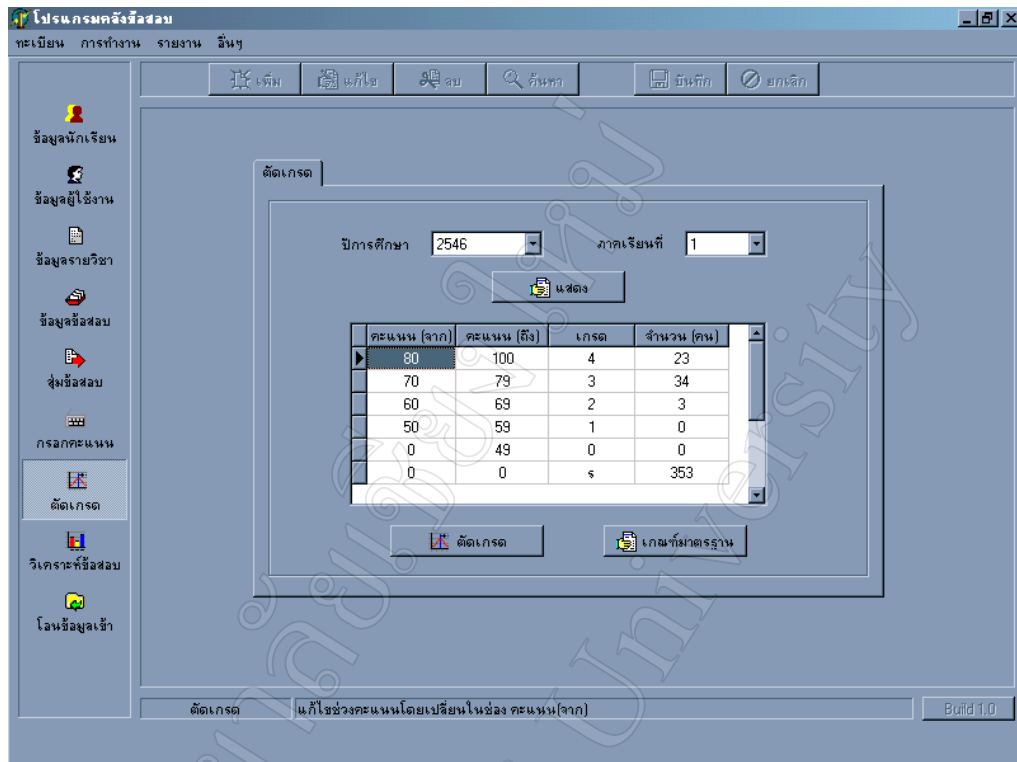 โปรแกรมคลังข้อสอบ
ทะเบียน การทำงาน รายงาน อื่นๆ
เพิ่ม แก้ไข ลบ ค้นหา บันทึก ยกเลิก
ข้อมูลนักเรียน
ข้อมูลผู้ใช้งาน
ข้อมูลรายวิชา
ข้อมูลข้อสอบ
สุ่มข้อสอบ
กรอกคะแนน
ตัดเกรด
วิเคราะห์ข้อสอบ
โอนข้อมูลเข้า
ตัดเกรด
ปีการศึกษา 2546 ภาคเรียนที่ 1
แสดง
คะแนน (จาก) คะแนน (ถึง) เกรด จำนวน (คน)
80 100 4 23
70 79 3 34
60 69 2 3
50 59 1 0
0 49 0 0
0 0 ร 353
ตัดเกรด เกณฑ์มาตรฐาน
ตัดเกรด แก้ไขช่วงคะแนนโดยเปลี่ยนในช่อง คะแนน(จาก) Build 1.0
University